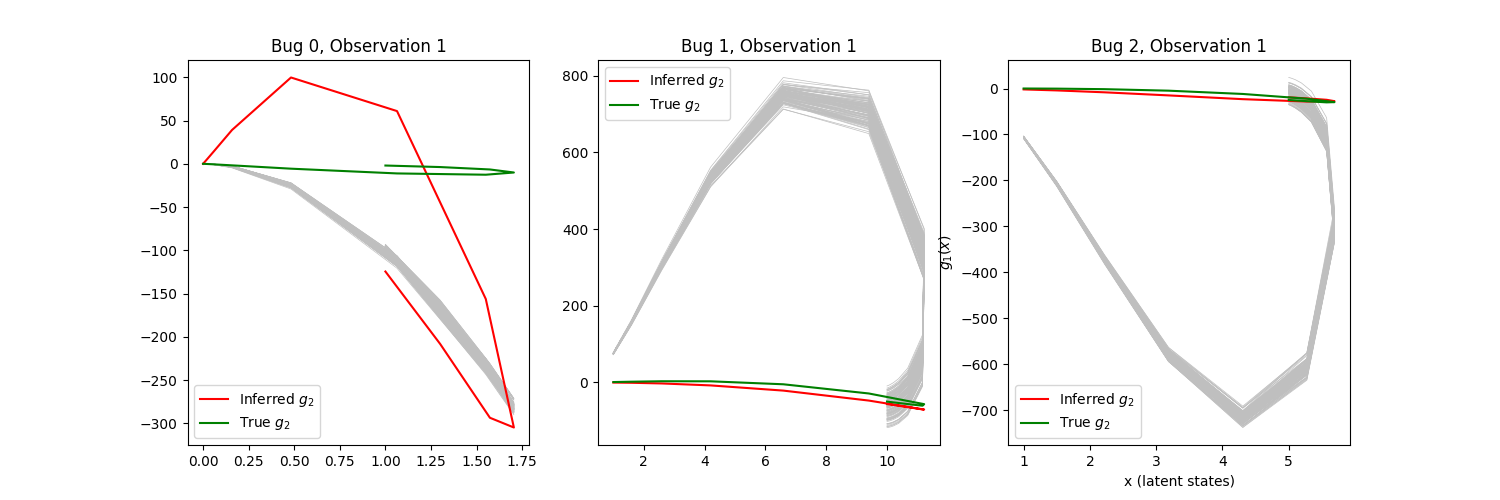 Bug 0, Observation 1
100
50
0
−50
−100
−150
−200
−250
−300
Inferred g₂
True g₂
0.00 0.25 0.50 0.75 1.00 1.25 1.50 1.75
Bug 1, Observation 1
Inferred g₂
True g₂
800
600
400
200
0
2 4 6 8 10
Bug 2, Observation 1
g₁(x)
0
−100
−200
−300
−400
−500
−600
−700
Inferred g₂
True g₂
1 2 3 4 5
x (latent states)